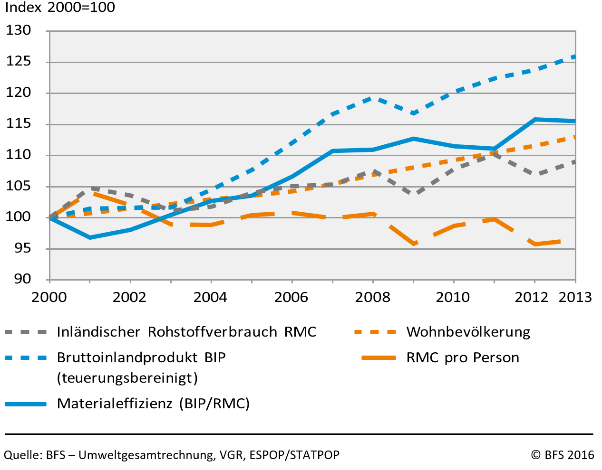 Index 2000=100
130
125
120
115
110
105
100
95
90
2000 2002 2004 2006 2008 2010 2012 2013
Inländischer Rohstoffverbrauch RMC
Wohnbevölkerung
Bruttoinlandprodukt BIP
(teuerungsbereinigt)
RMC pro Person
Materialeffizienz (BIP/RMC)
Quelle: BFS – Umweltgesamtrechnung, VGR, ESPOP/STATPOP © BFS 2016